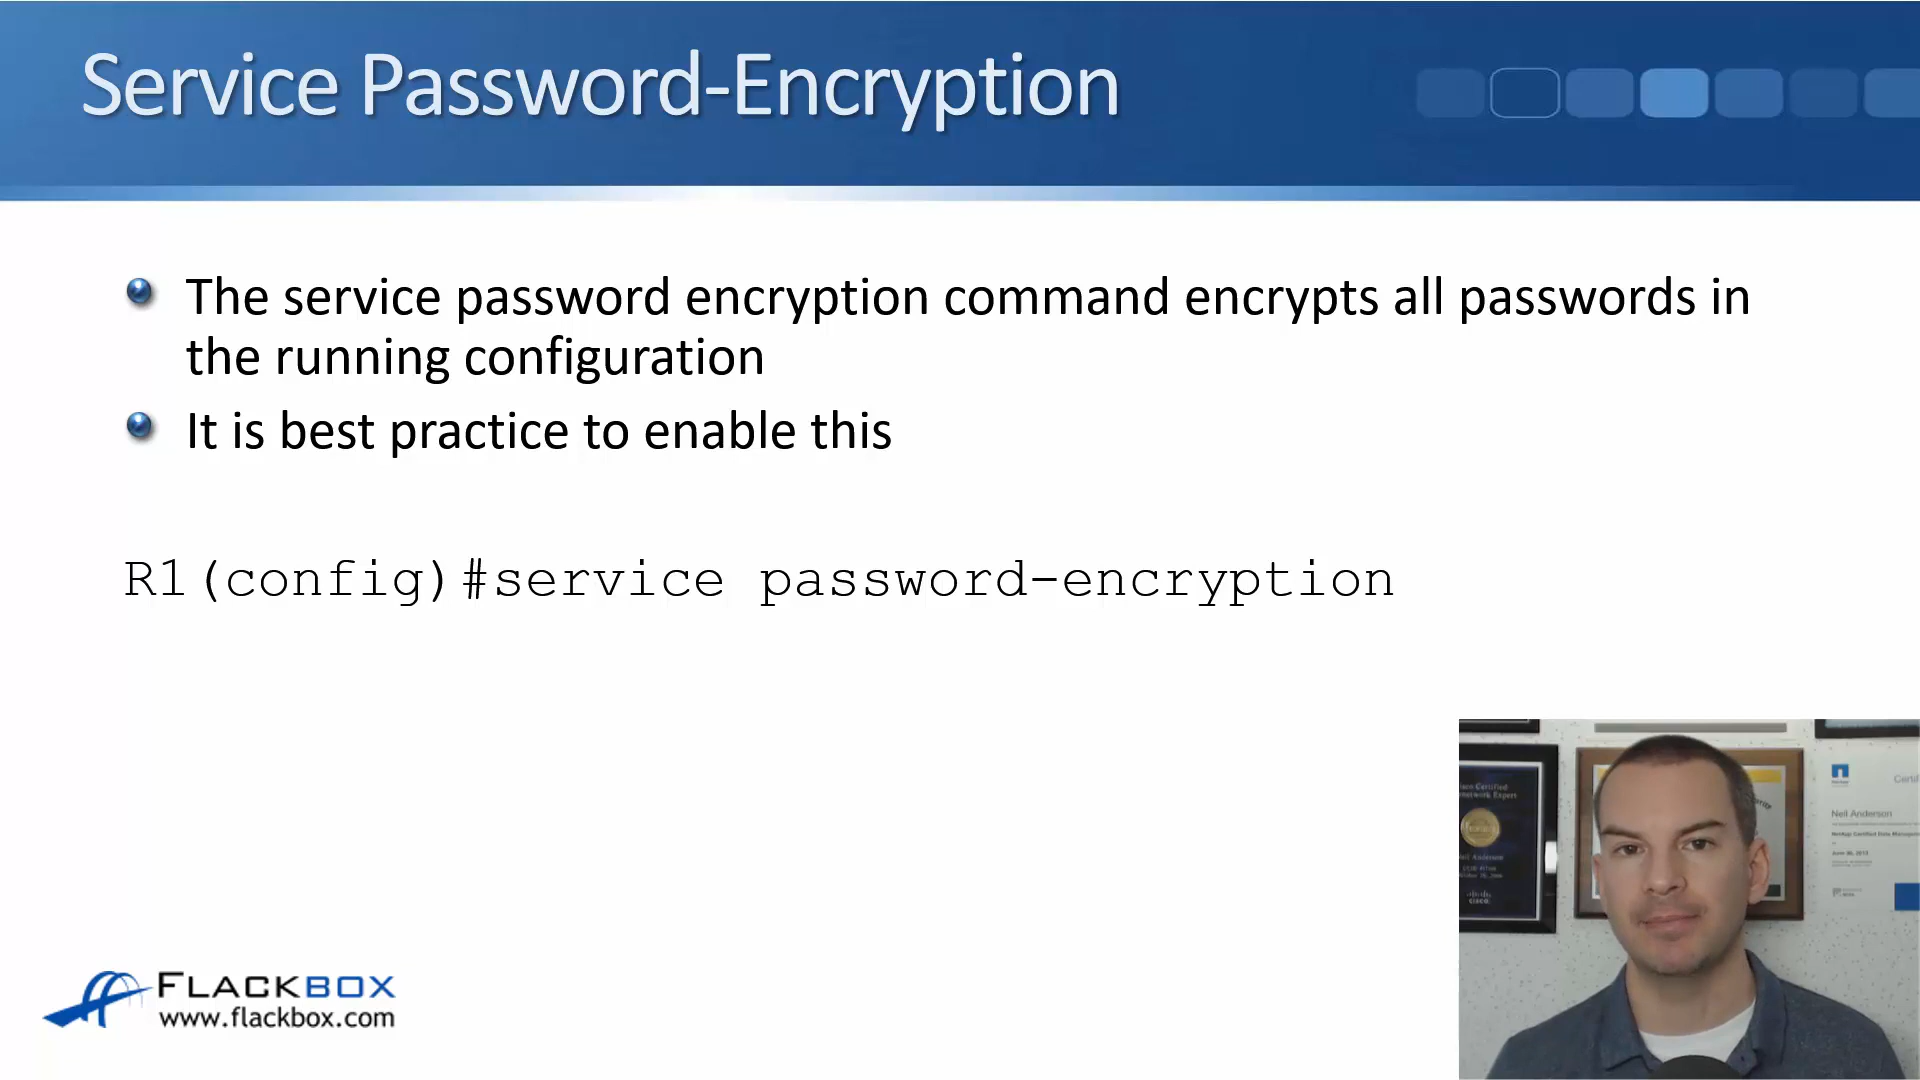 Service Password-Encryption
The service password encryption command encrypts all passwords in
the running configuration
It is best practice to enable this
R1(config)#service password-encryption
Neil Anderson
CISCO
FLACKBOX
www.flackbox.com